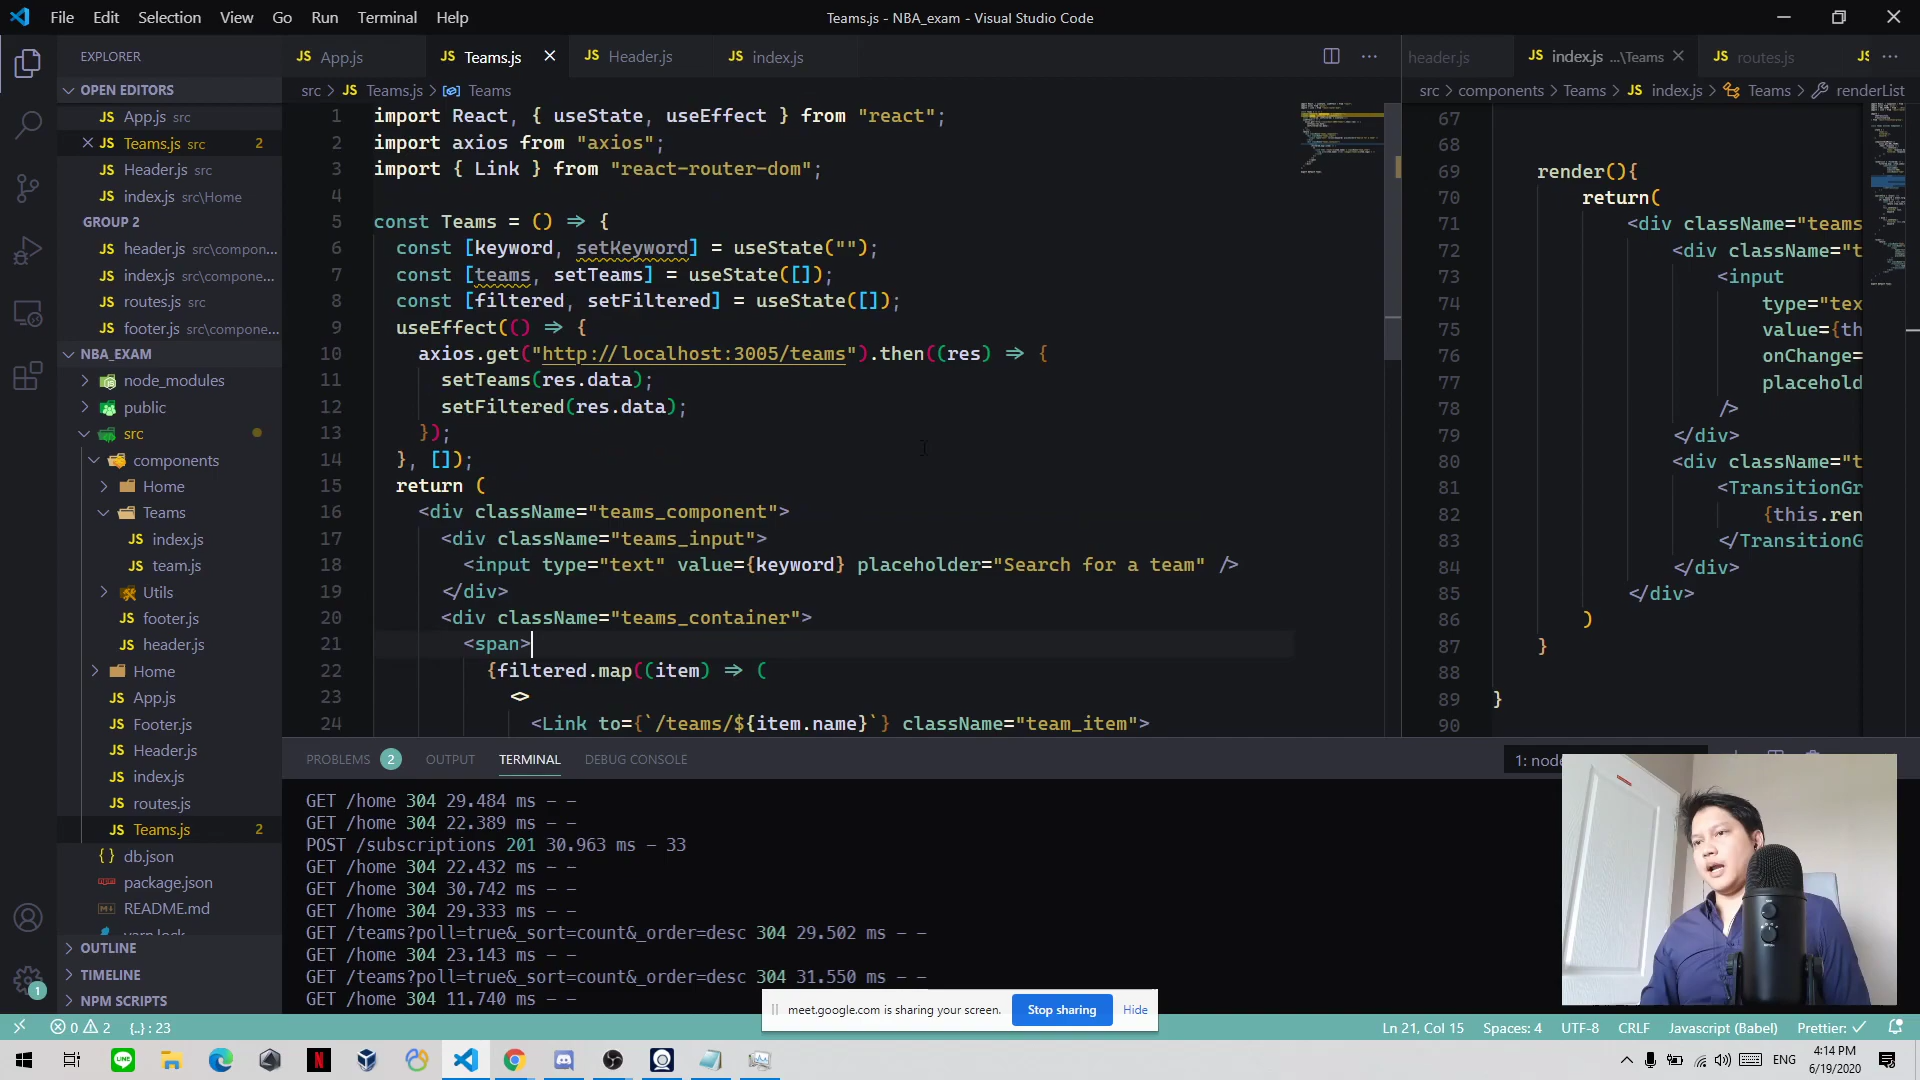 File Edit Selection View Go Run Terminal Help
Teams.js - NBA_exam - Visual Studio Code
EXPLORER
OPEN EDITORS
JS App.js src
JS Teams.js src 2
JS Header.js src
JS index.js src\Home
GROUP 2
JS header.js src\compon...
JS index.js src\compone...
JS routes.js src
JS footer.js src\compone...
NBA_EXAM
node_modules
public
src
components
Home
Teams
JS index.js
JS team.js
Utils
JS footer.js
JS header.js
Home
JS App.js
JS Footer.js
JS Header.js
JS index.js
JS routes.js
JS Teams.js 2
{} db.json
package.json
README.md
yarn.lock
OUTLINE
TIMELINE
NPM SCRIPTS
1
JS App.js
JS Teams.js
JS Header.js
JS index.js
src > JS Teams.js > Teams
1 import React, { useState, useEffect } from "react";
2 import axios from "axios";
3 import { Link } from "react-router-dom";
4
5 const Teams = () => {
6 const [keyword, setKeyword] = useState("");
7 const [teams, setTeams] = useState([]);
8 const [filtered, setFiltered] = useState([]);
9 useEffect(() => {
10 axios.get("http://localhost:3005/teams").then((res) => {
11 setTeams(res.data);
12 setFiltered(res.data);
13 });
14 }, []);
15 return (
16 <div className="teams_component">
17 <div className="teams_input">
18 <input type="text" value={keyword} placeholder="Search for a team" />
19 </div>
20 <div className="teams_container">
21 <span>
22 {filtered.map((item) => (
23 <>
24 <Link to={`/teams/${item.name}`} className="team_item">
header.js
JS index.js ...\Teams
JS routes.js
JS
src > components > Teams > JS index.js > Teams > renderList
67
68
69 render(){
70 return(
71 <div className="teams
72 <div className="t
73 <input
74 type="tex
75 value={th
76 onChange=
77 placehold
78 />
79 </div>
80 <div className="t
81 <TransitionGr
82 {this.ren
83 </TransitionG
84 </div>
85 </div>
86 )
87 }
88
89 }
90
PROBLEMS 2 OUTPUT TERMINAL DEBUG CONSOLE
1: node
GET /home 304 29.484 ms - -
GET /home 304 22.389 ms - -
POST /subscriptions 201 30.963 ms - 33
GET /home 304 22.432 ms - -
GET /home 304 30.742 ms - -
GET /home 304 29.333 ms - -
GET /teams?poll=true&_sort=count&_order=desc 304 29.502 ms - -
GET /home 304 23.143 ms - -
GET /teams?poll=true&_sort=count&_order=desc 304 31.550 ms - -
GET /home 304 11.740 ms - -
meet.google.com is sharing your screen. Stop sharing Hide
0 2 {..} : 23
Ln 21, Col 15 Spaces: 4 UTF-8 CRLF Javascript (Babel) Prettier: ✓
LINE
N
ENG
4:14 PM
6/19/2020